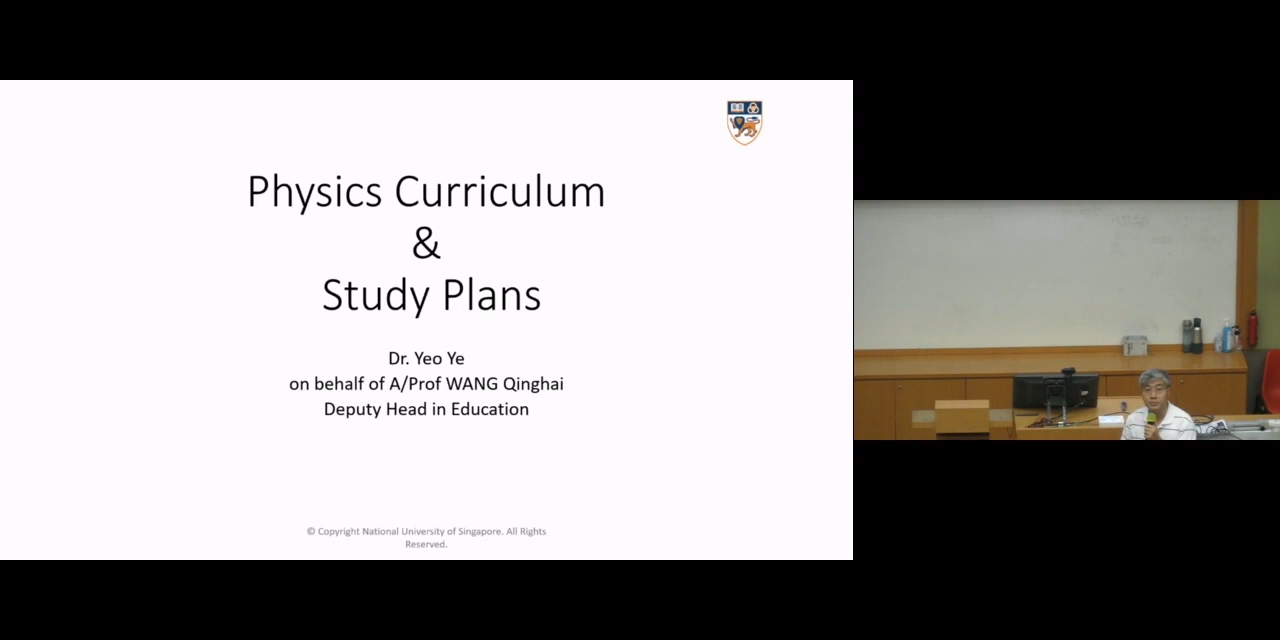 Physics Curriculum
&
Study Plans
Dr. Yeo Ye
on behalf of A/Prof WANG Qinghai
Deputy Head in Education
© Copyright National University of Singapore. All Rights
Reserved.